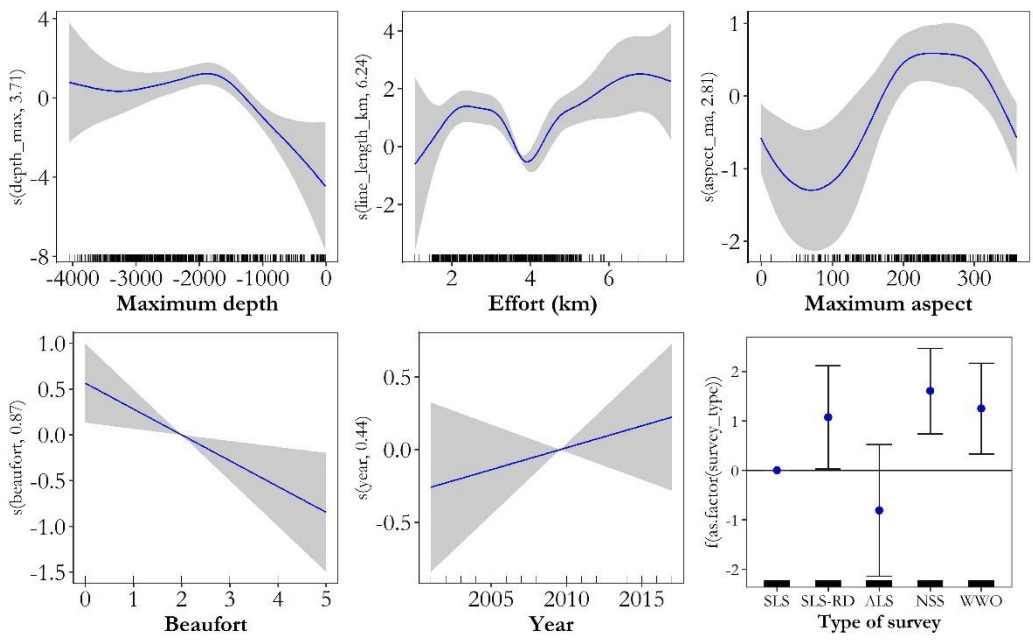 s(depth_max, 3.71)
4
0
-4
-8
-4000 -3000 -2000 -1000 0
Maximum depth
s(line_length_km, 6.24)
4
2
0
-2
2 4 6
Effort (km)
s(aspect_ma, 2.81)
1
0
-1
-2
0 100 200 300
Maximum aspect
s(beaufort, 0.87)
1.0
0.5
0.0
-0.5
-1.0
-1.5
0 1 2 3 4 5
Beaufort
s(year, 0.44)
0.5
0.0
-0.5
2005 2010 2015
Year
f(as.factor(survey_type))
2
1
0
-1
-2
SLS SLS-RD ALS NSS WWO
Type of survey